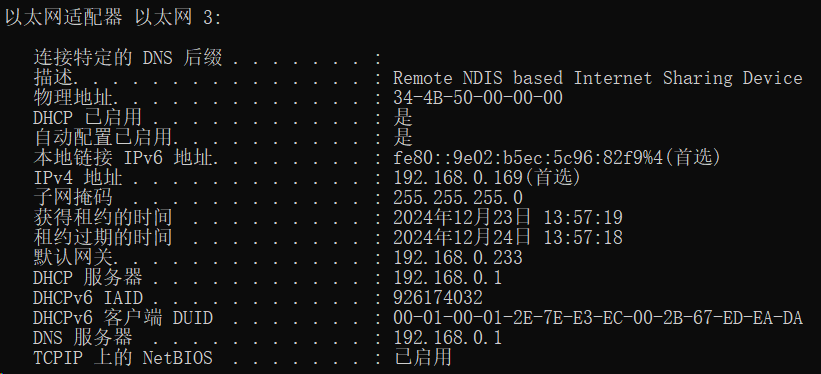 以太网适配器 以太网 3:
连接特定的 DNS 后缀 . . . . . . . :
描述. . . . . . . . . . . . . . . : Remote NDIS based Internet Sharing Device
物理地址. . . . . . . . . . . . . : 34-4B-50-00-00-00
DHCP 已启用 . . . . . . . . . . . : 是
自动配置已启用. . . . . . . . . . : 是
本地链接 IPv6 地址. . . . . . . . : fe80::9e02:b5ec:5c96:82f9%4(首选)
IPv4 地址 . . . . . . . . . . . . : 192.168.0.169(首选)
子网掩码  . . . . . . . . . . . . : 255.255.255.0
获得租约的时间  . . . . . . . . . : 2024年12月23日 13:57:19
租约过期的时间  . . . . . . . . . : 2024年12月24日 13:57:18
默认网关. . . . . . . . . . . . . : 192.168.0.233
DHCP 服务器 . . . . . . . . . . . : 192.168.0.1
DHCPv6 IAID . . . . . . . . . . . : 926174032
DHCPv6 客户端 DUID  . . . . . . . : 00-01-00-01-2E-7E-E3-EC-00-2B-67-ED-EA-DA
DNS 服务器  . . . . . . . . . . . : 192.168.0.1
TCPIP 上的 NetBIOS  . . . . . . . : 已启用